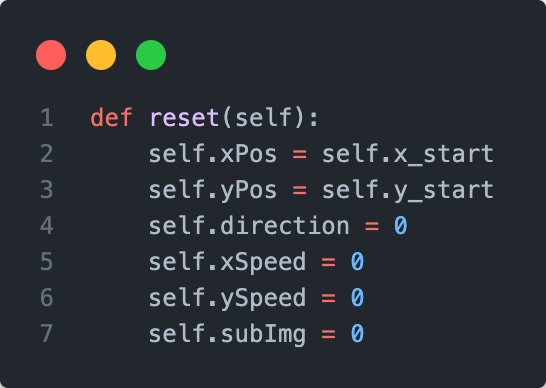 1 def reset(self):
2     self.xPos = self.x_start
3     self.yPos = self.y_start
4     self.direction = 0
5     self.xSpeed = 0
6     self.ySpeed = 0
7     self.subImg = 0